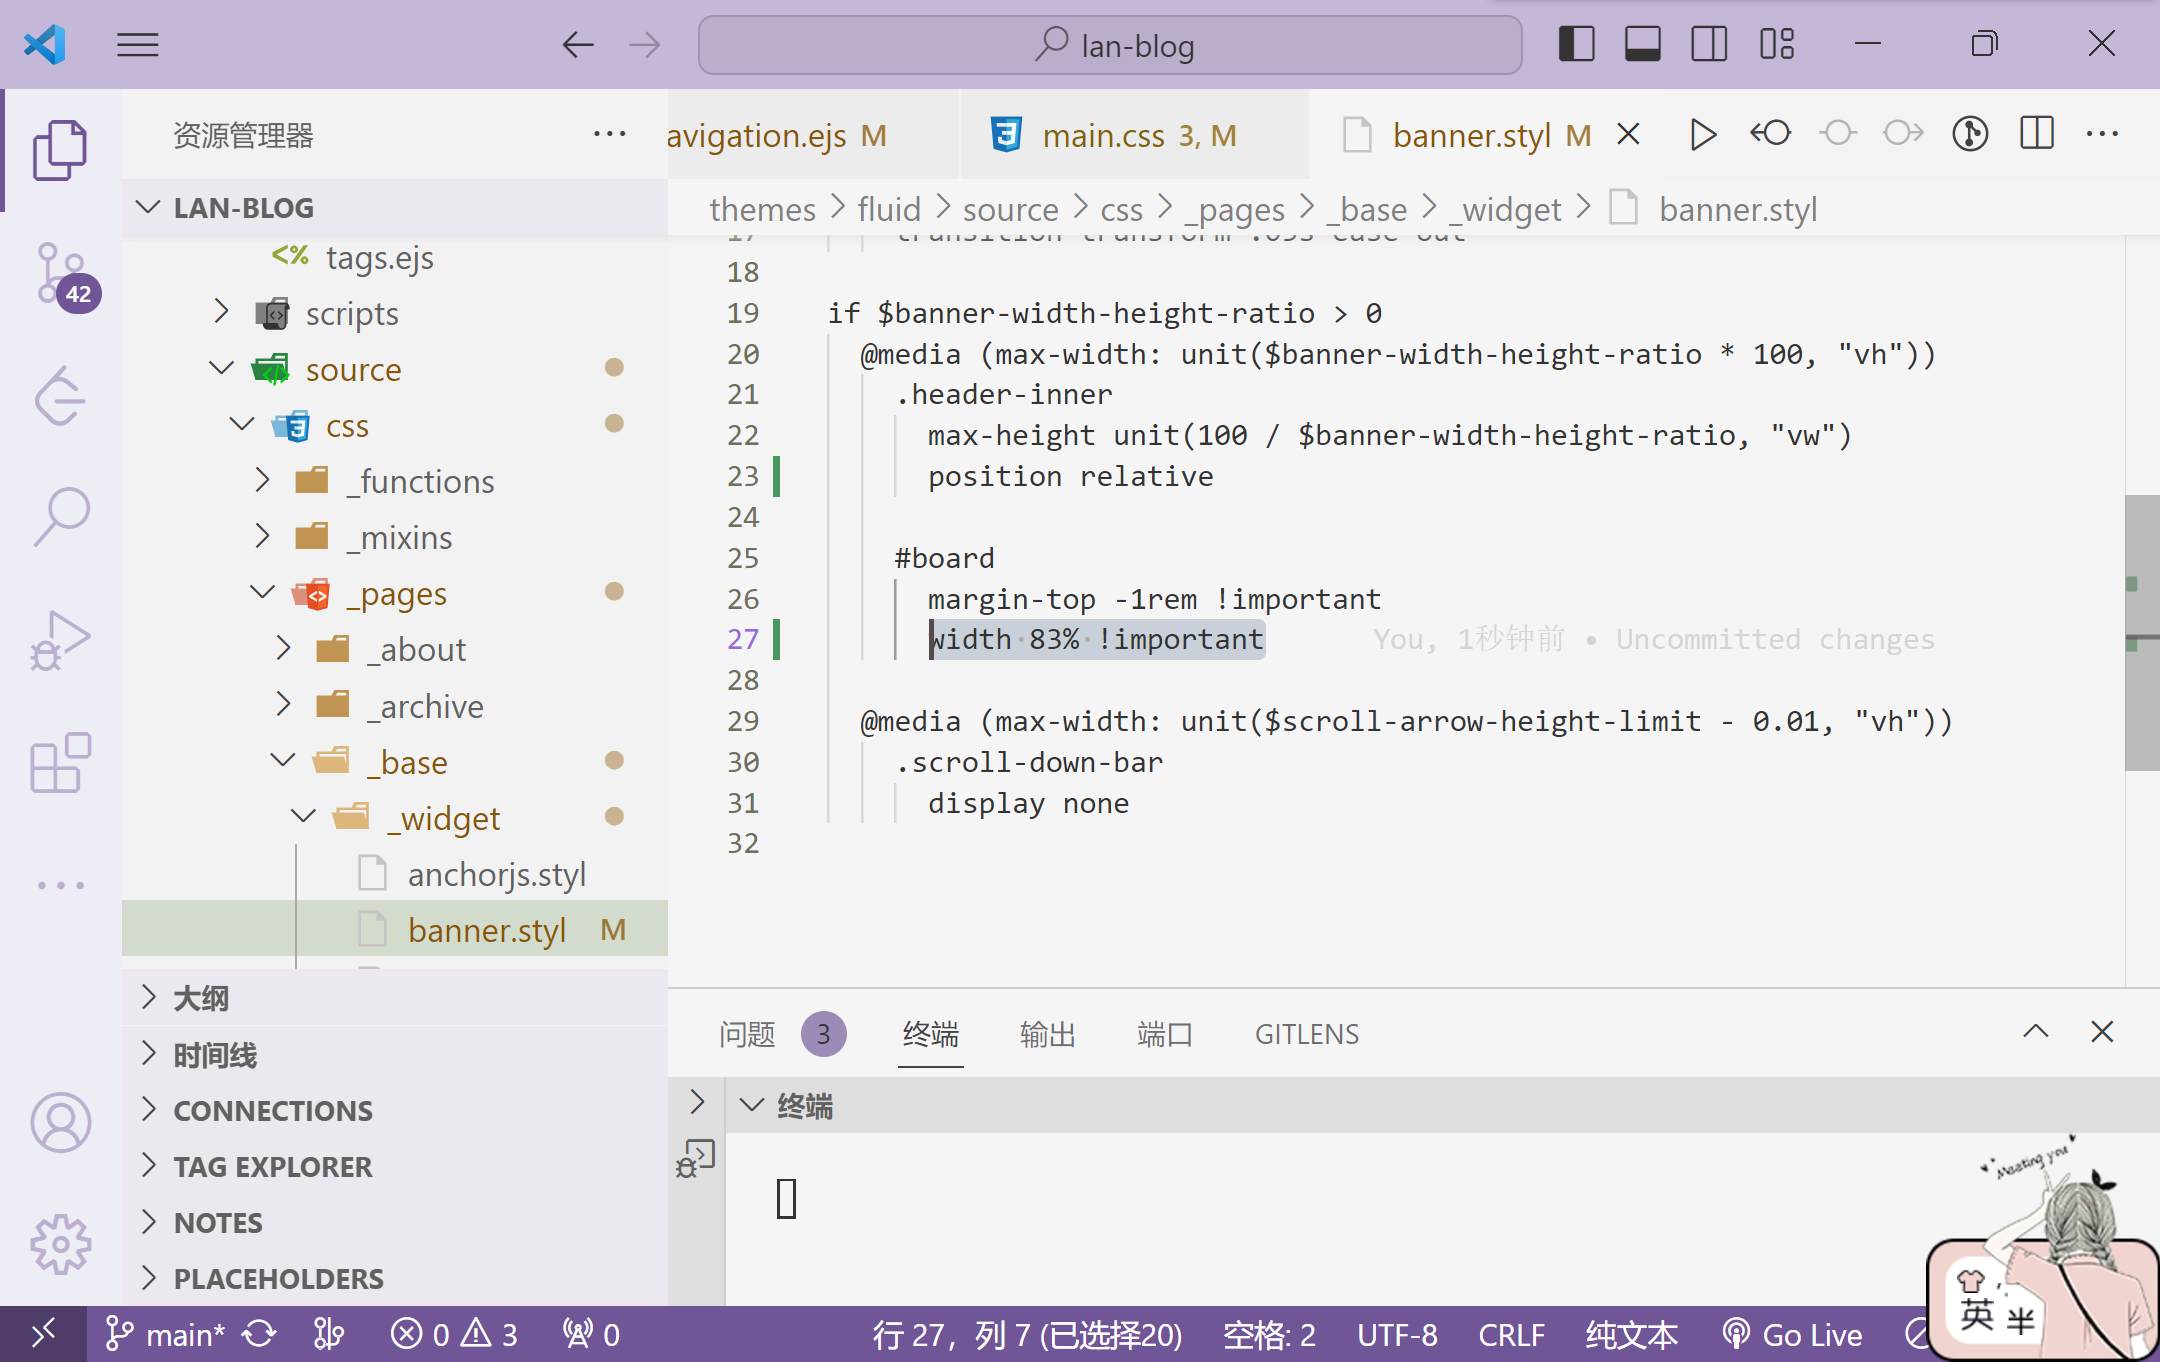 lan-blog
资源管理器
avigation.ejs M
main.css 3, M
banner.styl M
LAN-BLOG
themes > fluid > source > css > _pages > _base > _widget > banner.styl
tags.ejs
scripts
source
css
_functions
_mixins
_pages
_about
_archive
_base
_widget
anchorjs.styl
banner.styl M
大纲
时间线
CONNECTIONS
TAG EXPLORER
NOTES
PLACEHOLDERS
42
17 transition transform .05s ease-out
18
19 if $banner-width-height-ratio > 0
20 @media (max-width: unit($banner-width-height-ratio * 100, "vh"))
21 .header-inner
22 max-height unit(100 / $banner-width-height-ratio, "vw")
23 position relative
24
25 #board
26 margin-top -1rem !important
27 width 83% !important You, 1秒钟前 • Uncommitted changes
28
29 @media (max-width: unit($scroll-arrow-height-limit - 0.01, "vh"))
30 .scroll-down-bar
31 display none
32
问题 3 终端 输出 端口 GITLENS
终端
Meeting you
英 半
main* 0 3 0 行 27，列 7 (已选择20) 空格: 2 UTF-8 CRLF 纯文本 Go Live